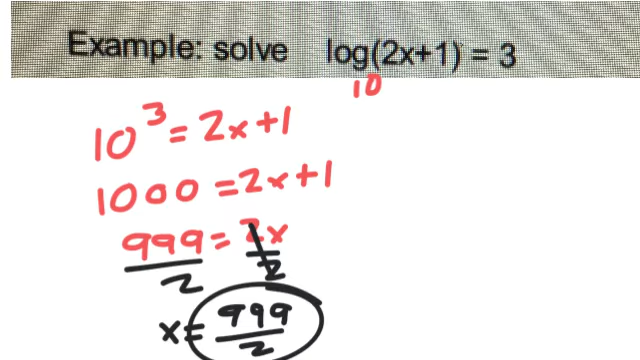 Example: solve log(2x+1) = 3
10
10³ = 2x+1
1000 = 2x+1
999 = 2x
2 2
x = 999
2